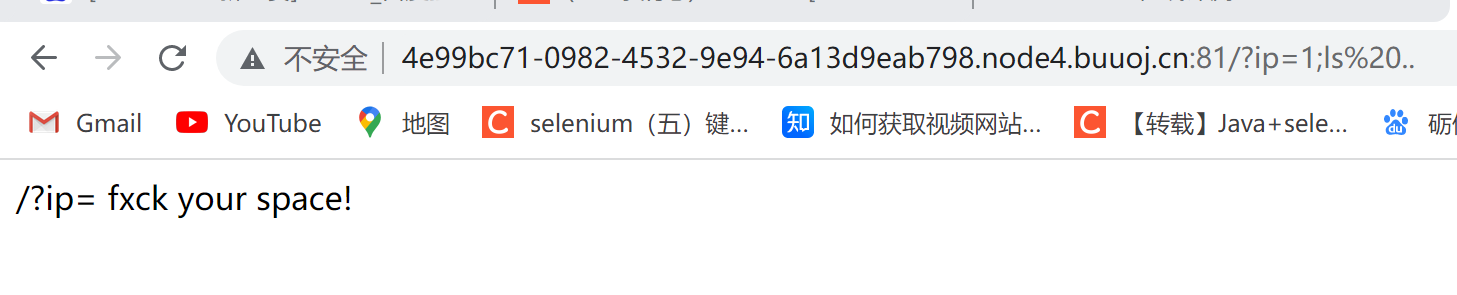 不安全 4e99bc71-0982-4532-9e94-6a13d9eab798.node4.buuoj.cn:81/?ip=1;ls%20..
Gmail YouTube 地图 selenium（五）键... 知 如何获取视频网站... 【转载】Java+sele... du
/?ip= fxck your space!